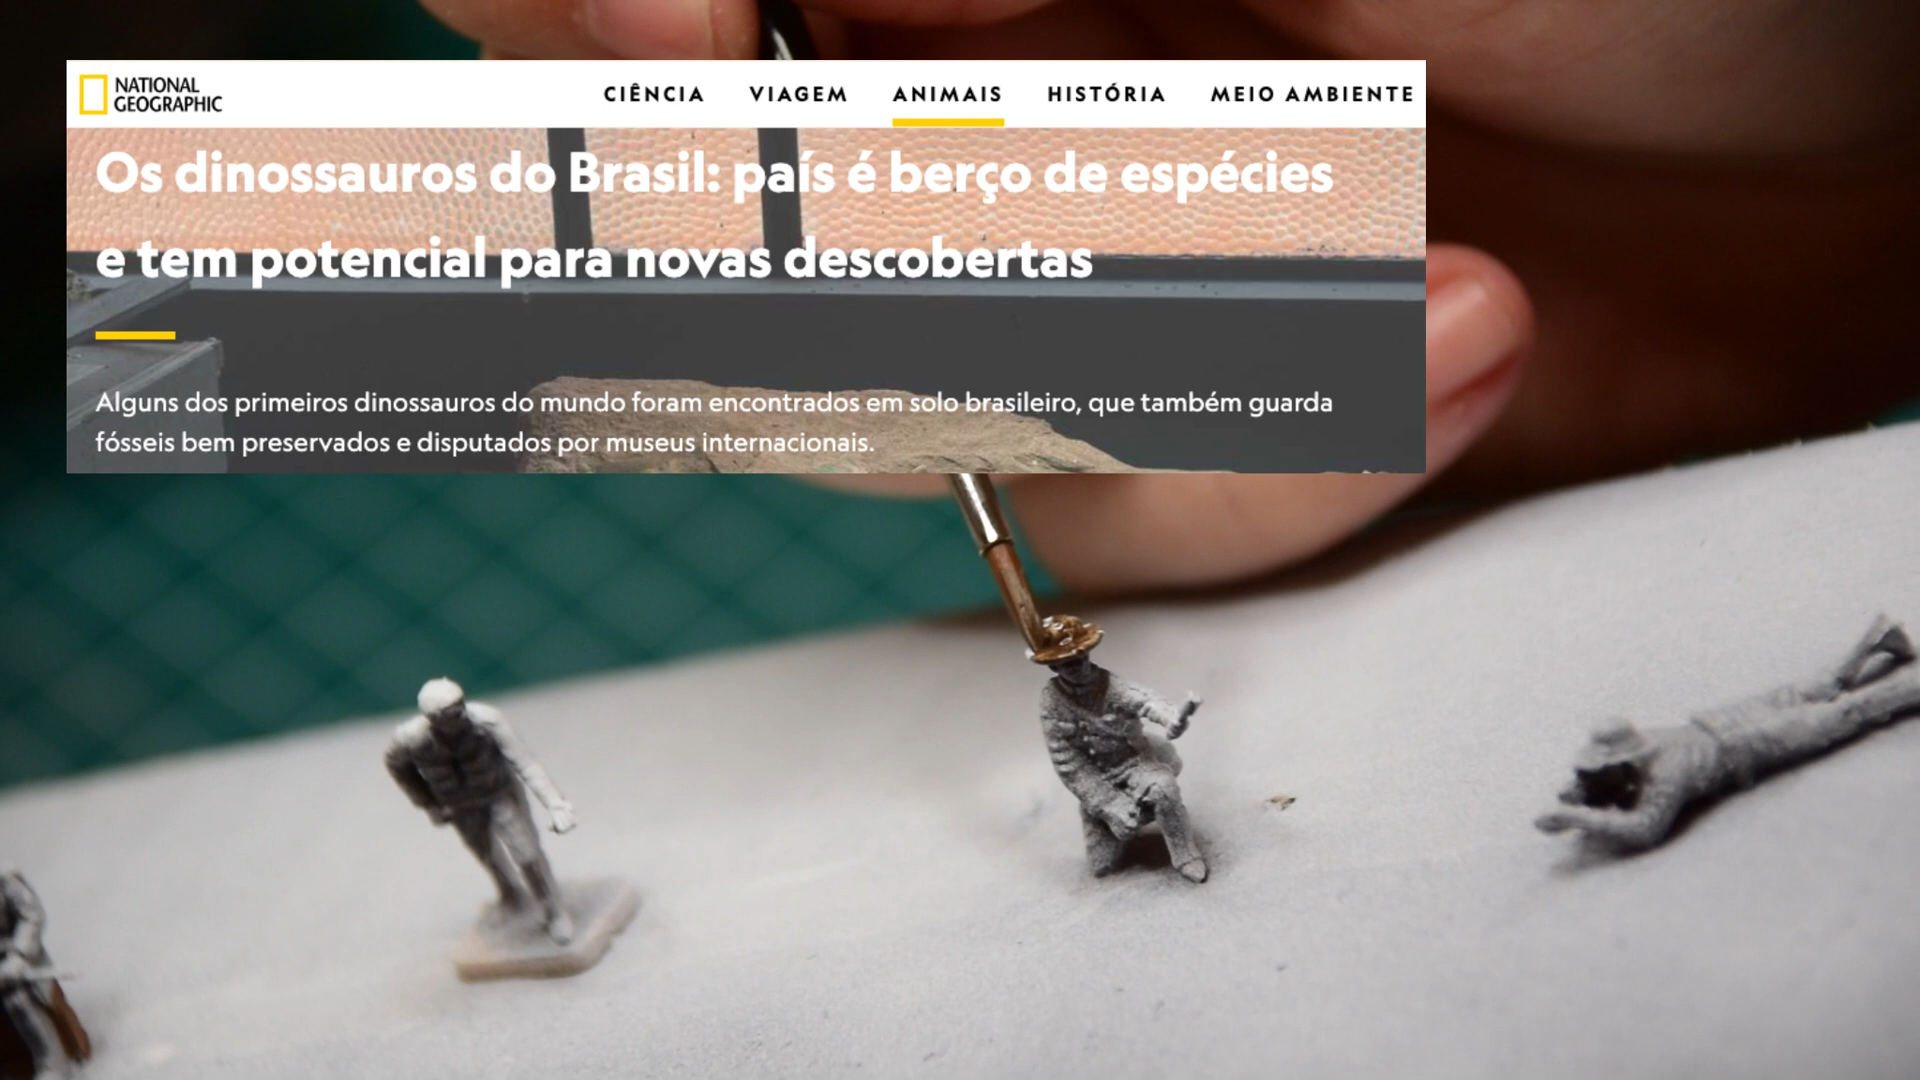 NATIONAL
GEOGRAPHIC
CIÊNCIA VIAGEM ANIMAIS HISTÓRIA MEIO AMBIENTE
Os dinossauros do Brasil: país é berço de espécies
e tem potencial para novas descobertas
Alguns dos primeiros dinossauros do mundo foram encontrados em solo brasileiro, que também guarda
fósseis bem preservados e disputados por museus internacionais.